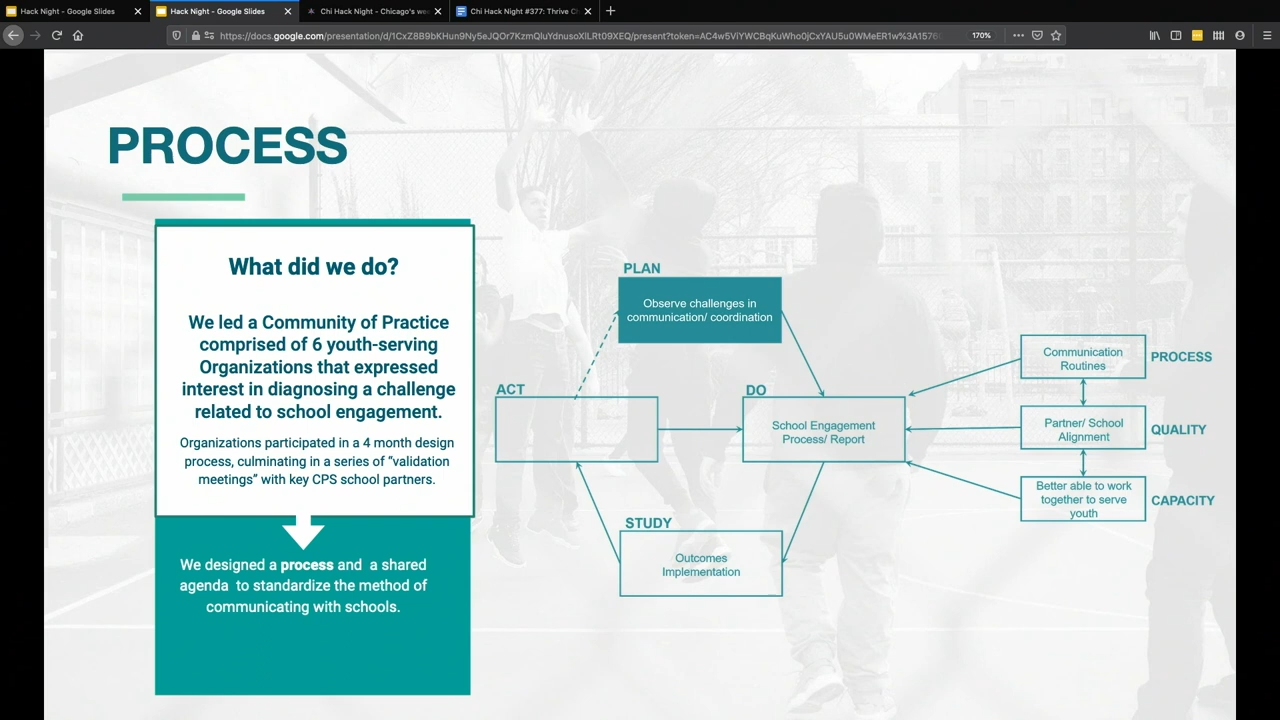 Hack Night - Google Slides
Hack Night - Google Slides
Chi Hack Night - Chicago's we
Chi Hack Night #377: Thrive C
170%
PROCESS
What did we do?
We led a Community of Practice
comprised of 6 youth-serving
Organizations that expressed
interest in diagnosing a challenge
related to school engagement.
Organizations participated in a 4 month design
process, culminating in a series of “validation
meetings” with key CPS school partners.
We designed a process and a shared
agenda to standardize the method of
communicating with schools.
PLAN
Observe challenges in
communication/ coordination
ACT
DO
School Engagement
Process/ Report
STUDY
Outcomes
Implementation
Communication
Routines
PROCESS
Partner/ School
Alignment
QUALITY
Better able to work
together to serve
youth
CAPACITY